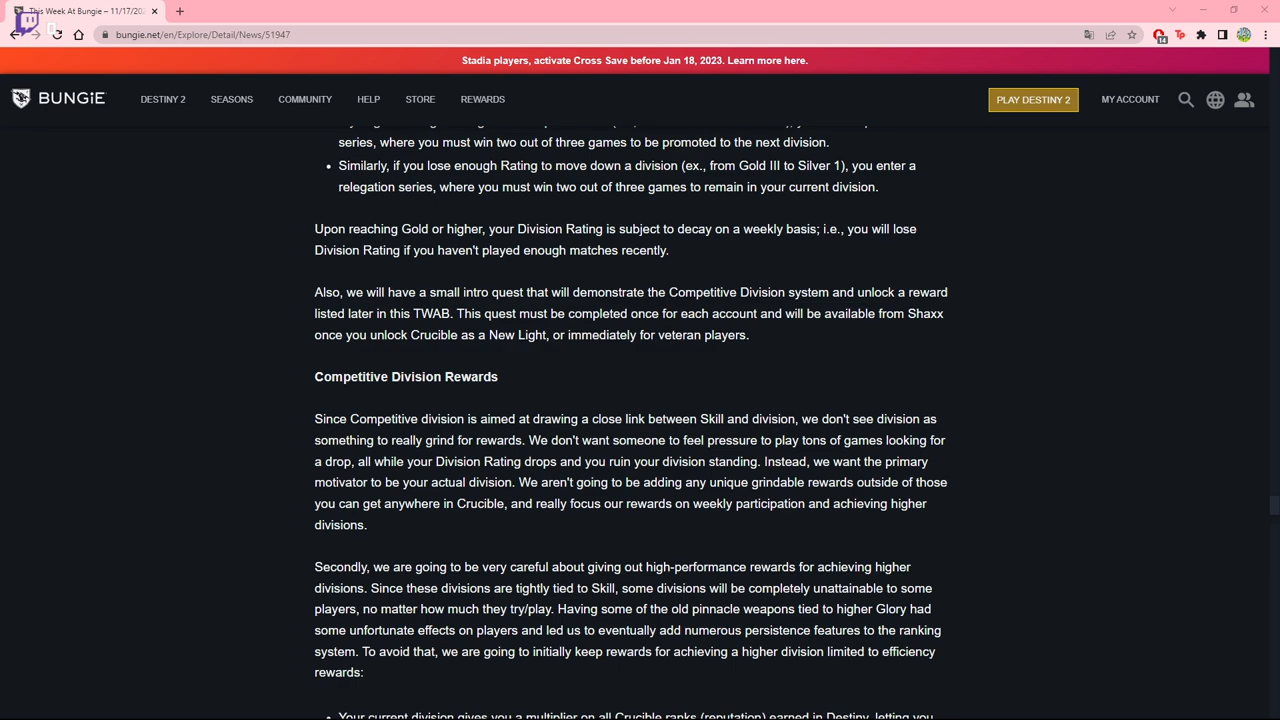 This Week At Bungie – 11/17/202
bungie.net/en/Explore/Detail/News/51947
14
Stadia players, activate Cross Save before Jan 18, 2023. Learn more here.
BUNGiE DESTINY 2 SEASONS COMMUNITY HELP STORE REWARDS PLAY DESTINY 2 MY ACCOUNT
series, where you must win two out of three games to be promoted to the next division.
• Similarly, if you lose enough Rating to move down a division (ex., from Gold III to Silver 1), you enter a
relegation series, where you must win two out of three games to remain in your current division.
Upon reaching Gold or higher, your Division Rating is subject to decay on a weekly basis; i.e., you will lose
Division Rating if you haven't played enough matches recently.
Also, we will have a small intro quest that will demonstrate the Competitive Division system and unlock a reward
listed later in this TWAB. This quest must be completed once for each account and will be available from Shaxx
once you unlock Crucible as a New Light, or immediately for veteran players.
Competitive Division Rewards
Since Competitive division is aimed at drawing a close link between Skill and division, we don't see division as
something to really grind for rewards. We don't want someone to feel pressure to play tons of games looking for
a drop, all while your Division Rating drops and you ruin your division standing. Instead, we want the primary
motivator to be your actual division. We aren't going to be adding any unique grindable rewards outside of those
you can get anywhere in Crucible, and really focus our rewards on weekly participation and achieving higher
divisions.
Secondly, we are going to be very careful about giving out high-performance rewards for achieving higher
divisions. Since these divisions are tightly tied to Skill, some divisions will be completely unattainable to some
players, no matter how much they try/play. Having some of the old pinnacle weapons tied to higher Glory had
some unfortunate effects on players and led us to eventually add numerous persistence features to the ranking
system. To avoid that, we are going to initially keep rewards for achieving a higher division limited to efficiency
rewards:
• Your current division gives you a multiplier on all Crucible ranks (reputation) earned in Destiny, letting you